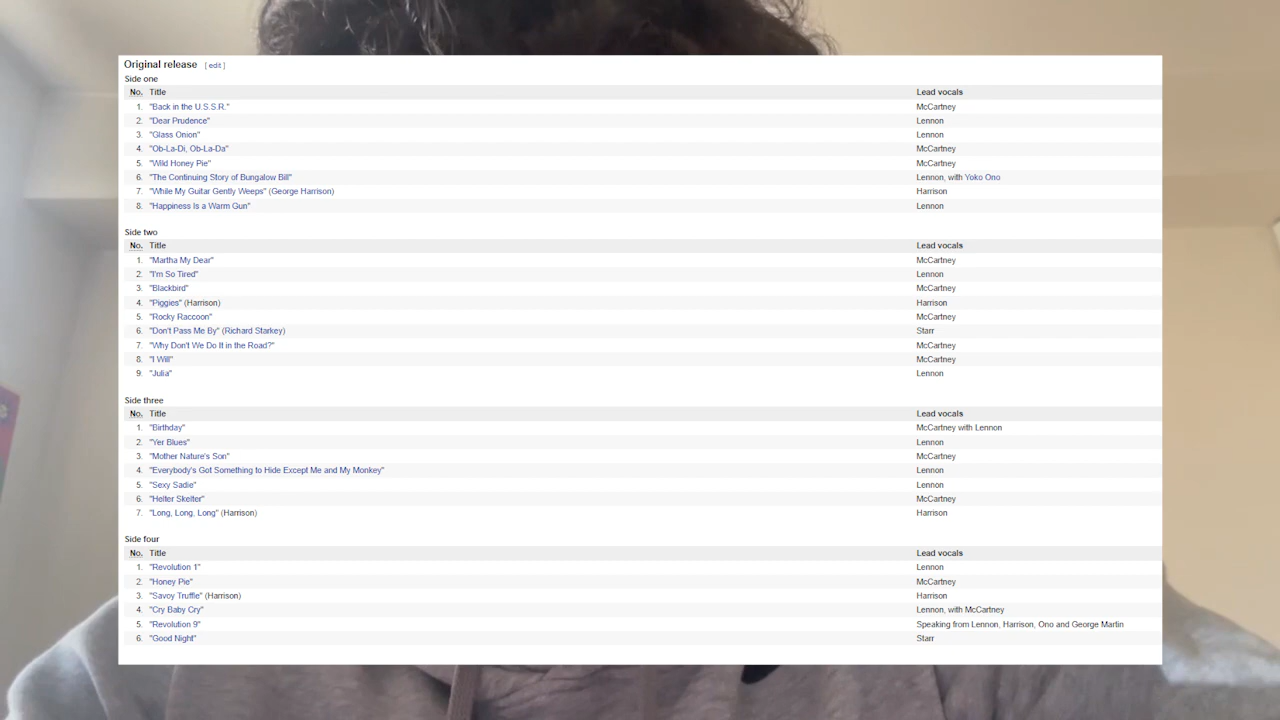 Original release [ edit ]
Side one
No. Title Lead vocals
1. "Back in the U.S.S.R." McCartney
2. "Dear Prudence" Lennon
3. "Glass Onion" Lennon
4. "Ob-La-Di, Ob-La-Da" McCartney
5. "Wild Honey Pie" McCartney
6. "The Continuing Story of Bungalow Bill" Lennon, with Yoko Ono
7. "While My Guitar Gently Weeps" (George Harrison) Harrison
8. "Happiness Is a Warm Gun" Lennon
Side two
No. Title Lead vocals
1. "Martha My Dear" McCartney
2. "I'm So Tired" Lennon
3. "Blackbird" McCartney
4. "Piggies" (Harrison) Harrison
5. "Rocky Raccoon" McCartney
6. "Don't Pass Me By" (Richard Starkey) Starr
7. "Why Don't We Do It in the Road?" McCartney
8. "I Will" McCartney
9. "Julia" Lennon
Side three
No. Title Lead vocals
1. "Birthday" McCartney with Lennon
2. "Yer Blues" Lennon
3. "Mother Nature's Son" McCartney
4. "Everybody's Got Something to Hide Except Me and My Monkey" Lennon
5. "Sexy Sadie" Lennon
6. "Helter Skelter" McCartney
7. "Long, Long, Long" (Harrison) Harrison
Side four
No. Title Lead vocals
1. "Revolution 1" Lennon
2. "Honey Pie" McCartney
3. "Savoy Truffle" (Harrison) Harrison
4. "Cry Baby Cry" Lennon, with McCartney
5. "Revolution 9" Speaking from Lennon, Harrison, Ono and George Martin
6. "Good Night" Starr